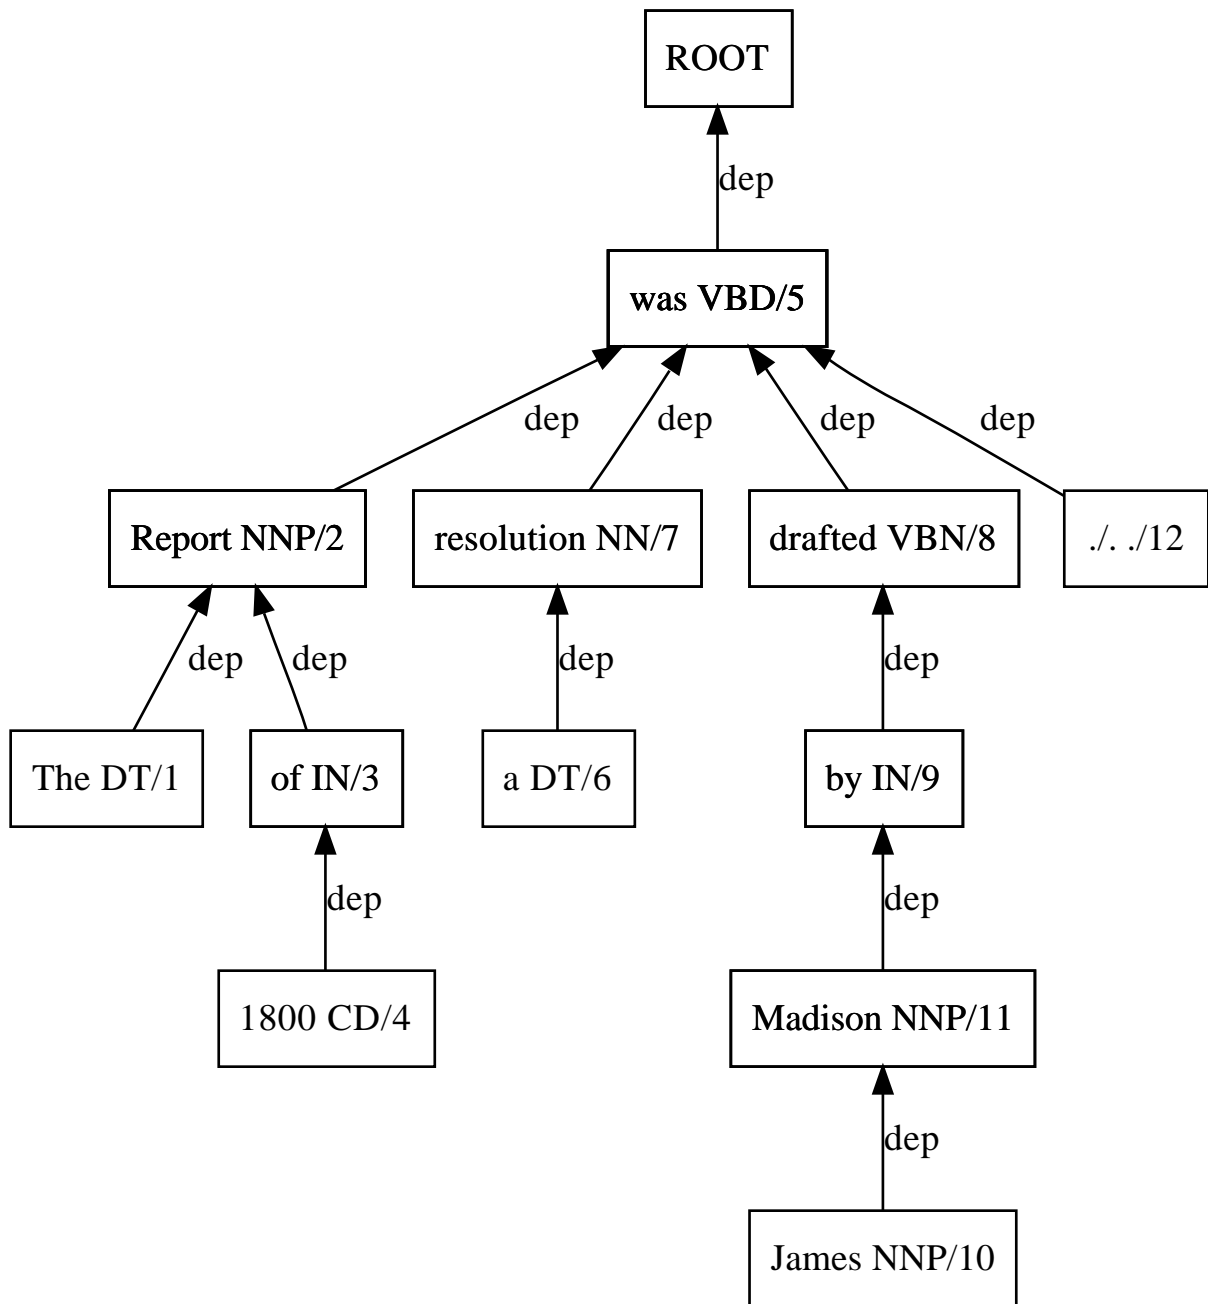 ROOT
dep
was VBD/5
dep dep dep dep
Report NNP/2 resolution NN/7 drafted VBN/8 ./. ./12
dep dep dep dep
The DT/1 of IN/3 a DT/6 by IN/9
dep dep
1800 CD/4 Madison NNP/11
dep
James NNP/10